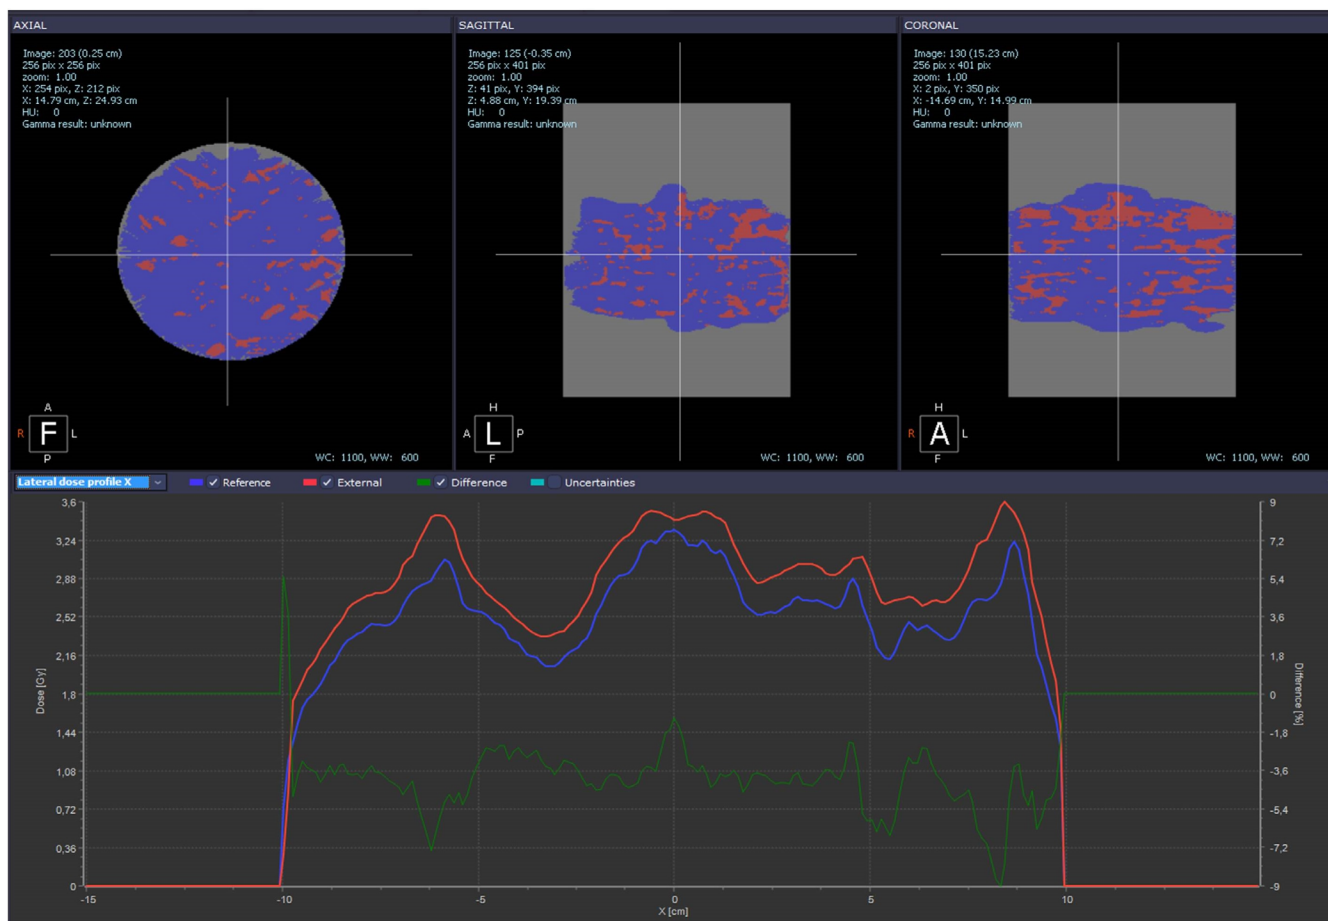 AXIAL
Image: 203 (0.25 cm)
256 pix x 256 pix
zoom: 1.00
X: 254 pix, Z: 212 pix
X: 14.79 cm, Z: 24.93 cm
HU: 0
Gamma result: unknown
A
R F L
P
WC: 1100, WW: 600
SAGITTAL
Image: 125 (-0.35 cm)
256 pix x 401 pix
zoom: 1.00
Z: 41 pix, Y: 394 pix
Z: 4.88 cm, Y: 19.39 cm
HU: 0
Gamma result: unknown
H
A L P
F
WC: 1100, WW: 600
CORONAL
Image: 130 (15.23 cm)
256 pix x 401 pix
zoom: 1.00
X: 2 pix, Y: 350 pix
X: -14.69 cm, Y: 14.99 cm
HU: 0
Gamma result: unknown
H
R A L
F
WC: 1100, WW: 600
Lateral dose profile X Reference External Difference Uncertainties
3,6 9
3,24 7,2
2,88 5,4
2,52 3,6
2,16 1,8
1,8 0
1,44 -1,8
1,08 -3,6
0,72 -5,4
0,36 -7,2
0 -9
Dose [Gy]
Difference [%]
-15 -10 -5 0 5 10
X [cm]